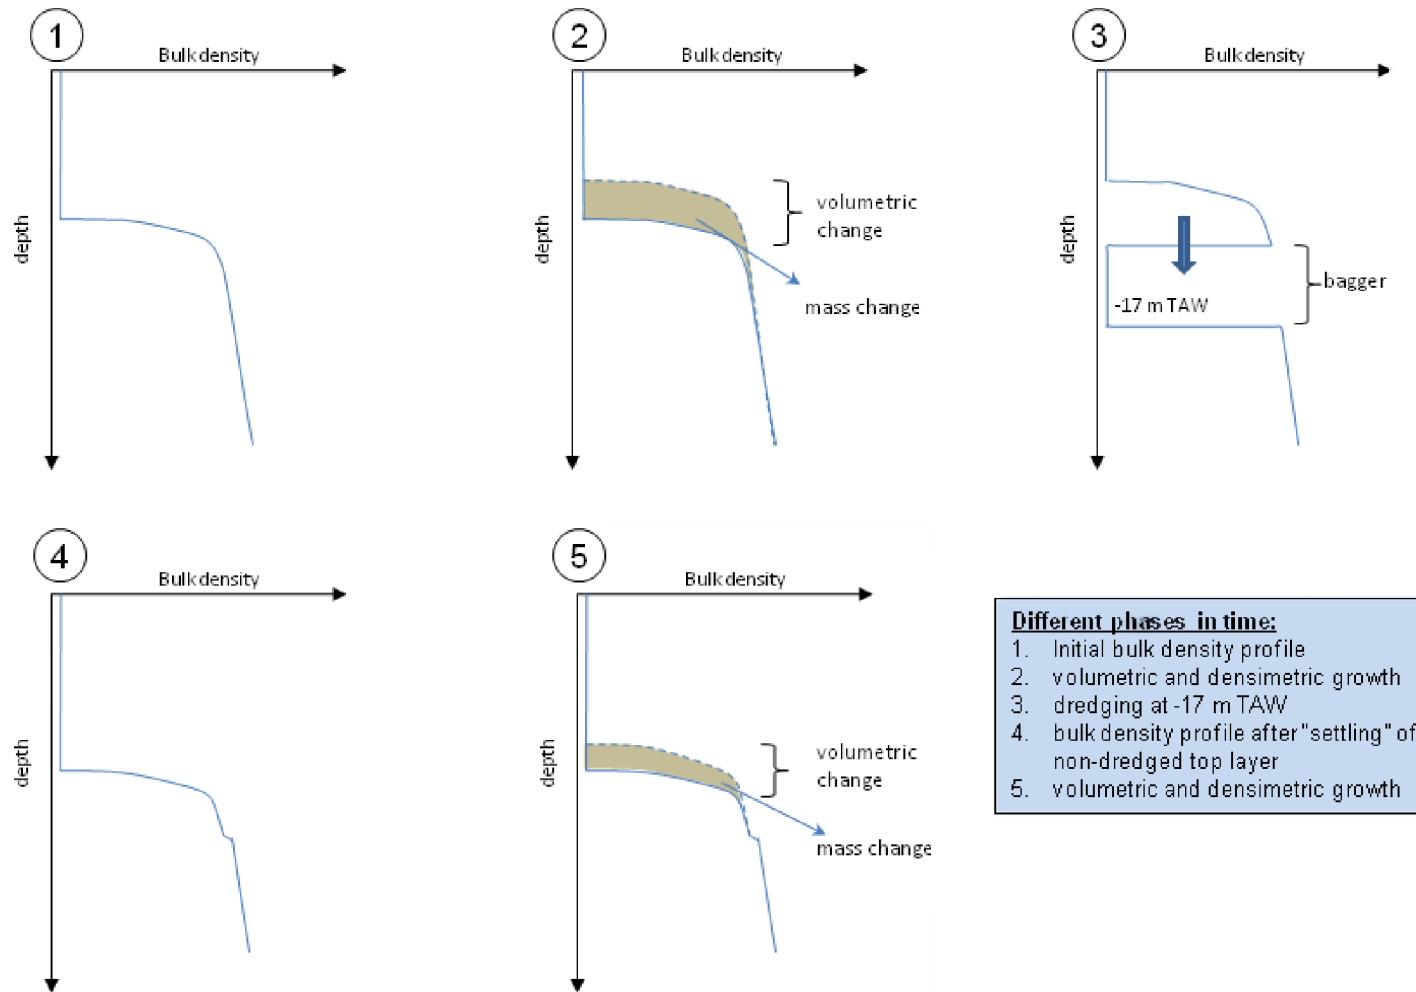 1
Bulk density
depth
2
Bulk density
depth
volumetric
change
mass change
3
Bulk density
depth
bagger
-17 m TAW
4
Bulk density
depth
5
Bulk density
depth
volumetric
change
mass change
Different phases in time:
1. Initial bulk density profile
2. volumetric and densimetric growth
3. dredging at -17 m TAW
4. bulk density profile after "settling" of
non-dredged top layer
5. volumetric and densimetric growth